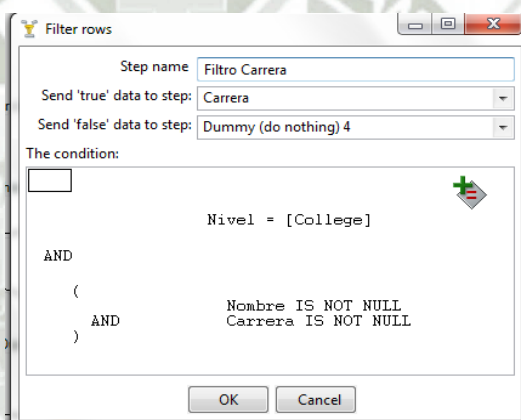 Filter rows
Step name Filtro Carrera
Send 'true' data to step: Carrera
Send 'false' data to step: Dummy (do nothing) 4
The condition:
Nivel = [College]
AND
(
Nombre IS NOT NULL
AND Carrera IS NOT NULL
)
OK Cancel